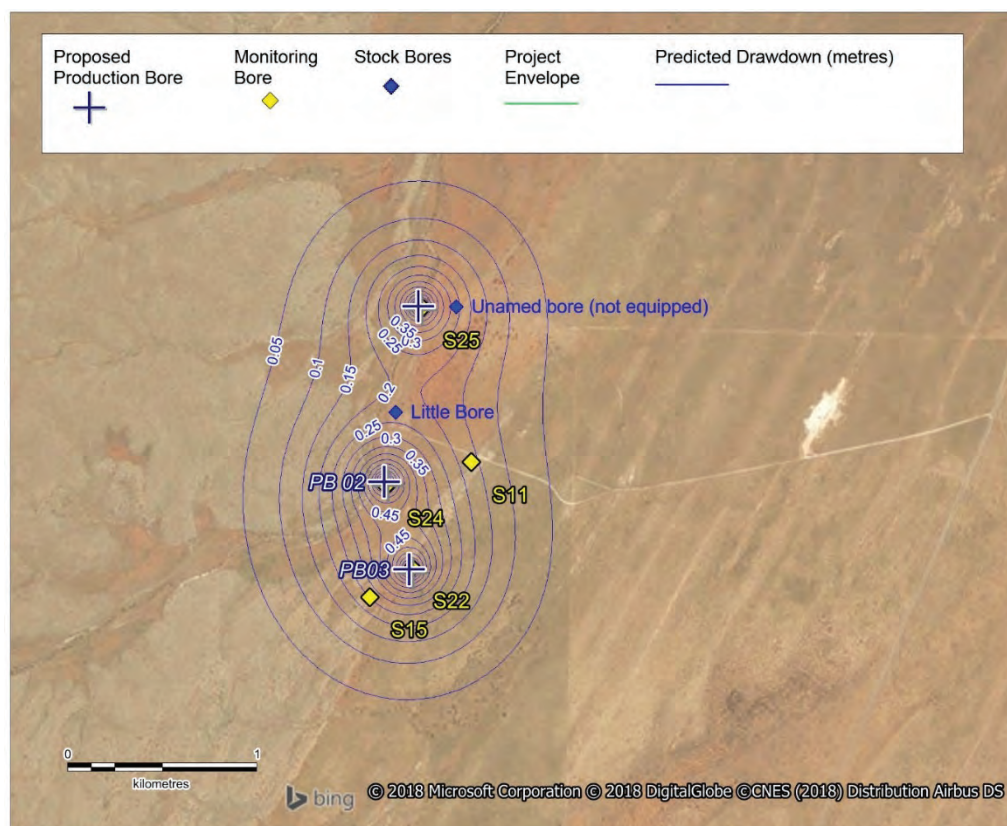 Proposed
Production Bore
Monitoring
Bore
Stock Bores
Project
Envelope
Predicted Drawdown (metres)
0.05
0.1
0.15
0.2
0.25
0.3
0.35
Unamed bore (not equipped)
S25
Little Bore
0.25
0.3
0.35
PB 02
S11
0.45
S24
0.45
PB03
S22
S15
0 1
kilometres
bing
© 2018 Microsoft Corporation © 2018 DigitalGlobe ©CNES (2018) Distribution Airbus DS